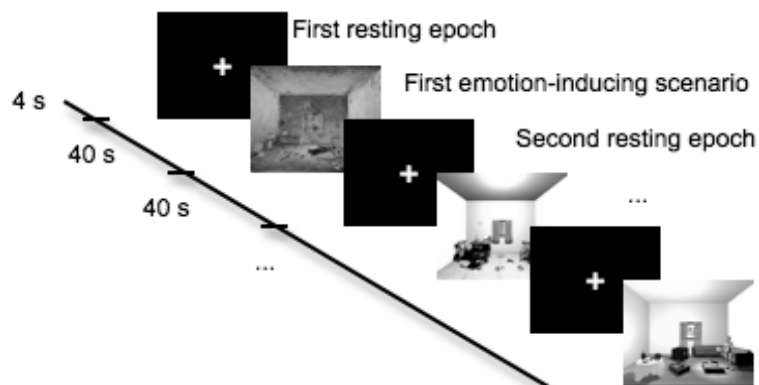 First resting epoch
First emotion-inducing scenario
4 s
Second resting epoch
40 s
40 s
...
...